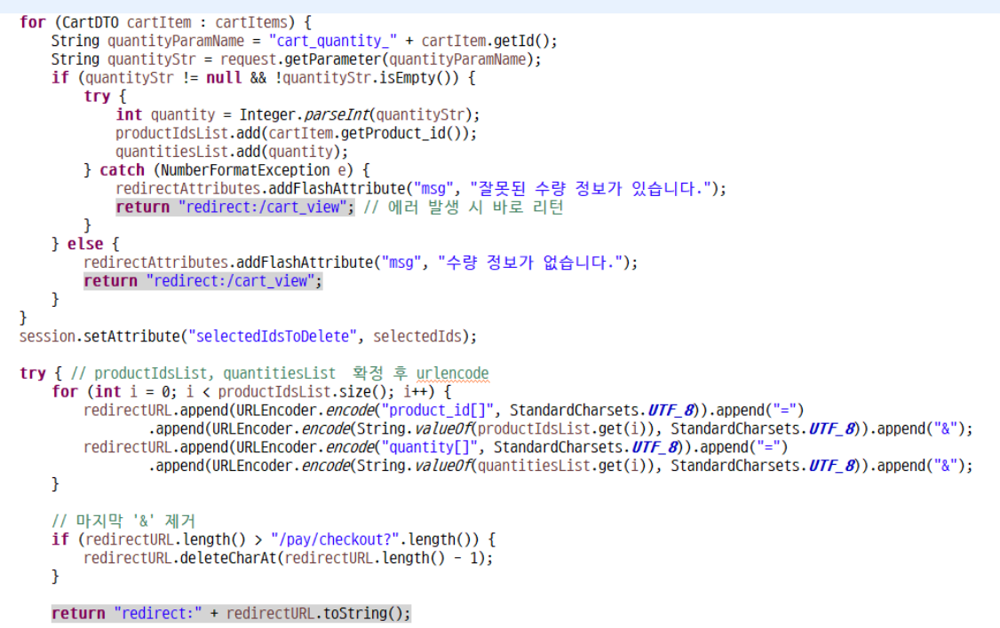 for (CartDTO cartItem : cartItems) {
    String quantityParamName = "cart_quantity_" + cartItem.getId();
    String quantityStr = request.getParameter(quantityParamName);
    if (quantityStr != null && !quantityStr.isEmpty()) {
        try {
            int quantity = Integer.parseInt(quantityStr);
            productIdsList.add(cartItem.getProduct_id());
            quantitiesList.add(quantity);
        } catch (NumberFormatException e) {
            redirectAttributes.addFlashAttribute("msg", "잘못된 수량 정보가 있습니다.");
            return "redirect:/cart_view"; // 에러 발생 시 바로 리턴
        }
    } else {
        redirectAttributes.addFlashAttribute("msg", "수량 정보가 없습니다.");
        return "redirect:/cart_view";
    }
}
session.setAttribute("selectedIdsToDelete", selectedIds);

try { // productIdsList, quantitiesList  확정 후 urlencode
    for (int i = 0; i < productIdsList.size(); i++) {
        redirectURL.append(URLEncoder.encode("product_id[]", StandardCharsets.UTF_8)).append("=")
                .append(URLEncoder.encode(String.valueOf(productIdsList.get(i)), StandardCharsets.UTF_8)).append("&");
        redirectURL.append(URLEncoder.encode("quantity[]", StandardCharsets.UTF_8)).append("=")
                .append(URLEncoder.encode(String.valueOf(quantitiesList.get(i)), StandardCharsets.UTF_8)).append("&");
    }

    // 마지막 '&' 제거
    if (redirectURL.length() > "/pay/checkout?".length()) {
        redirectURL.deleteCharAt(redirectURL.length() - 1);
    }

    return "redirect:" + redirectURL.toString();